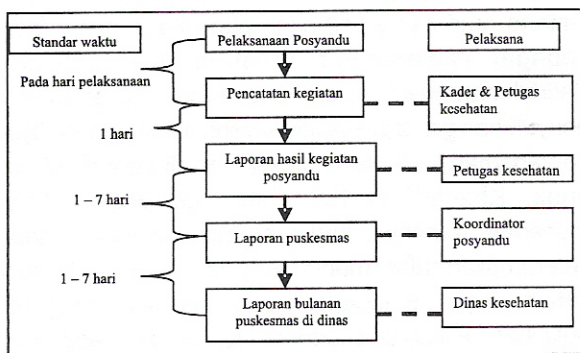 Standar waktu
Pelaksanaan Posyandu
Pelaksana
Pada hari pelaksanaan
Pencatatan kegiatan
Kader & Petugas
kesehatan
1 hari
Laporan hasil kegiatan
posyandu
Petugas kesehatan
1 – 7 hari
Laporan puskesmas
Koordinator
posyandu
1 – 7 hari
Laporan bulanan
puskesmas di dinas
Dinas kesehatan